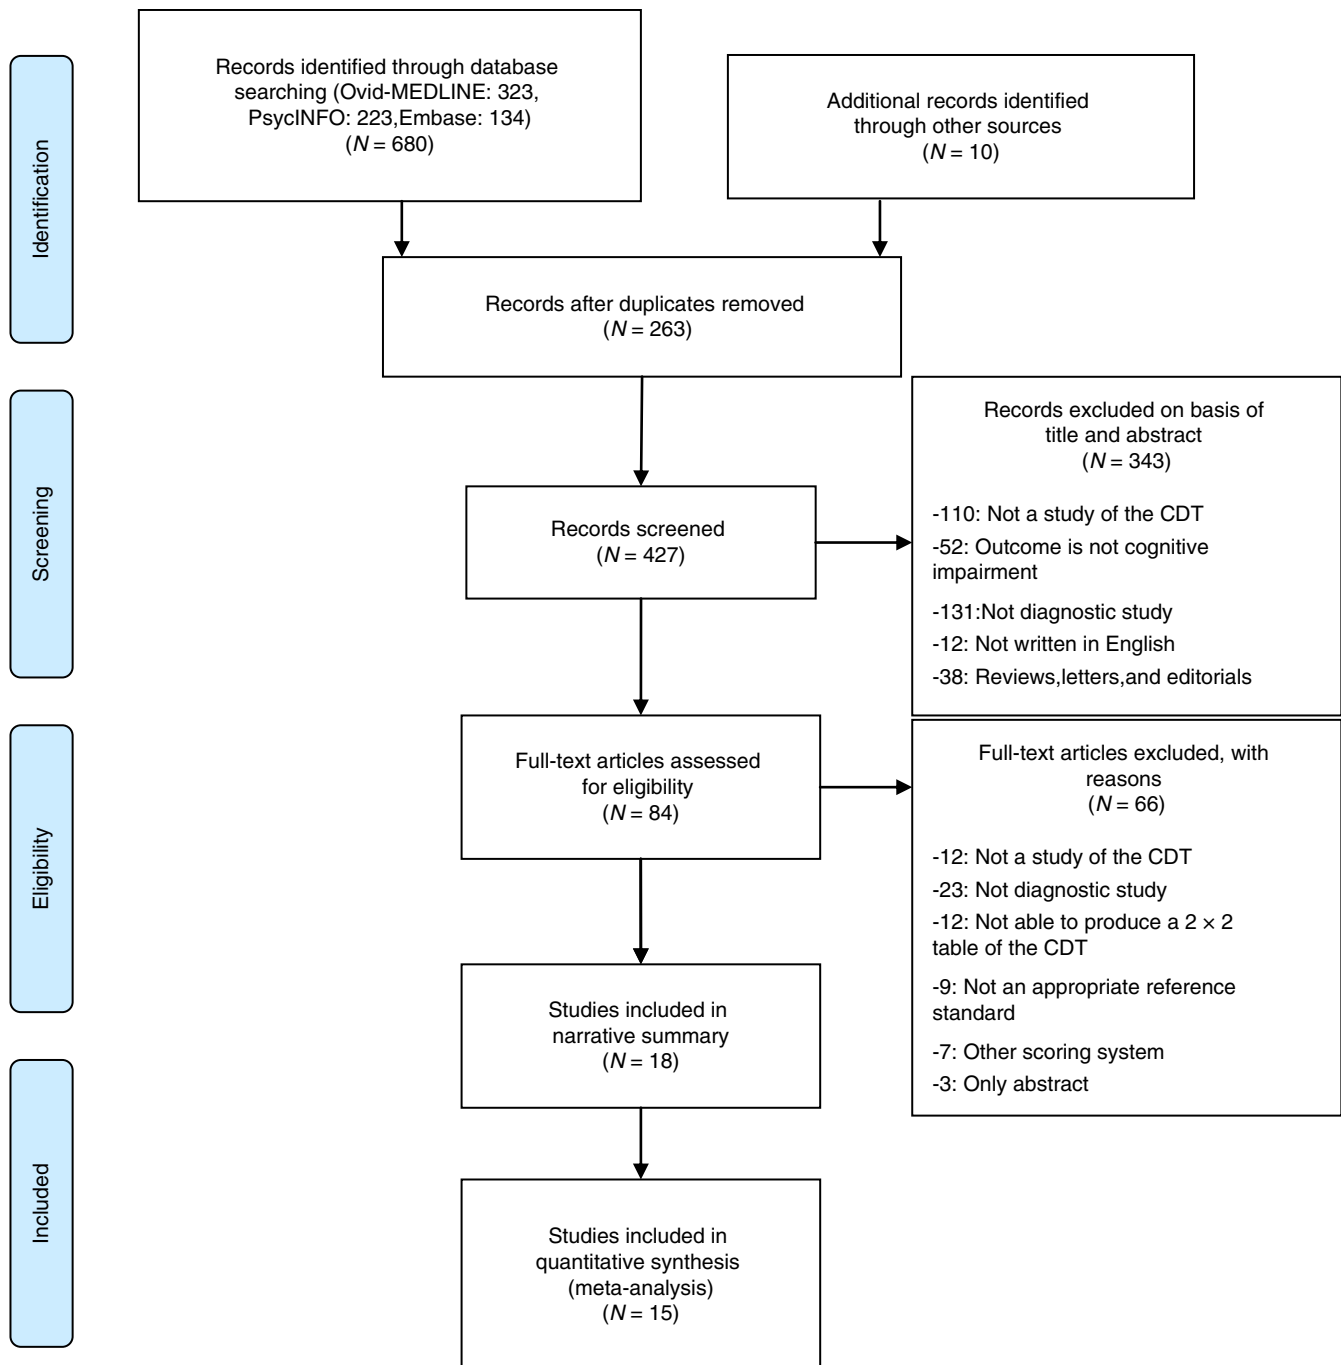 Identification
Records identified through database
searching (Ovid-MEDLINE: 323,
PsycINFO: 223,Embase: 134)
(N = 680)
Additional records identified
through other sources
(N = 10)
Records after duplicates removed
(N = 263)
Screening
Records screened
(N = 427)
Records excluded on basis of
title and abstract
(N = 343)
-110: Not a study of the CDT
-52: Outcome is not cognitive
impairment
-131:Not diagnostic study
-12: Not written in English
-38: Reviews,letters,and editorials
Eligibility
Full-text articles assessed
for eligibility
(N = 84)
Full-text articles excluded, with
reasons
(N = 66)
-12: Not a study of the CDT
-23: Not diagnostic study
-12: Not able to produce a 2 × 2
table of the CDT
-9: Not an appropriate reference
standard
-7: Other scoring system
-3: Only abstract
Studies included in
narrative summary
(N = 18)
Included
Studies included in
quantitative synthesis
(meta-analysis)
(N = 15)